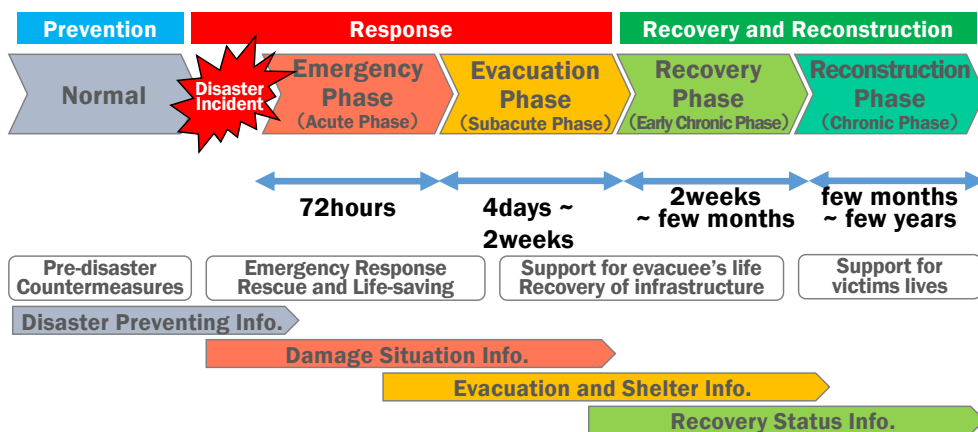 Prevention
Response
Recovery and Reconstruction
Normal
Disaster
Incident
Emergency
Phase
(Acute Phase)
Evacuation
Phase
(Subacute Phase)
Recovery
Phase
(Early Chronic Phase)
Reconstruction
Phase
(Chronic Phase)
72hours
4days ~
2weeks
2weeks
~ few months
few months
~ few years
Pre-disaster
Countermeasures
Emergency Response
Rescue and Life-saving
Support for evacuee's life
Recovery of infrastructure
Support for
victims lives
Disaster Preventing Info.
Damage Situation Info.
Evacuation and Shelter Info.
Recovery Status Info.